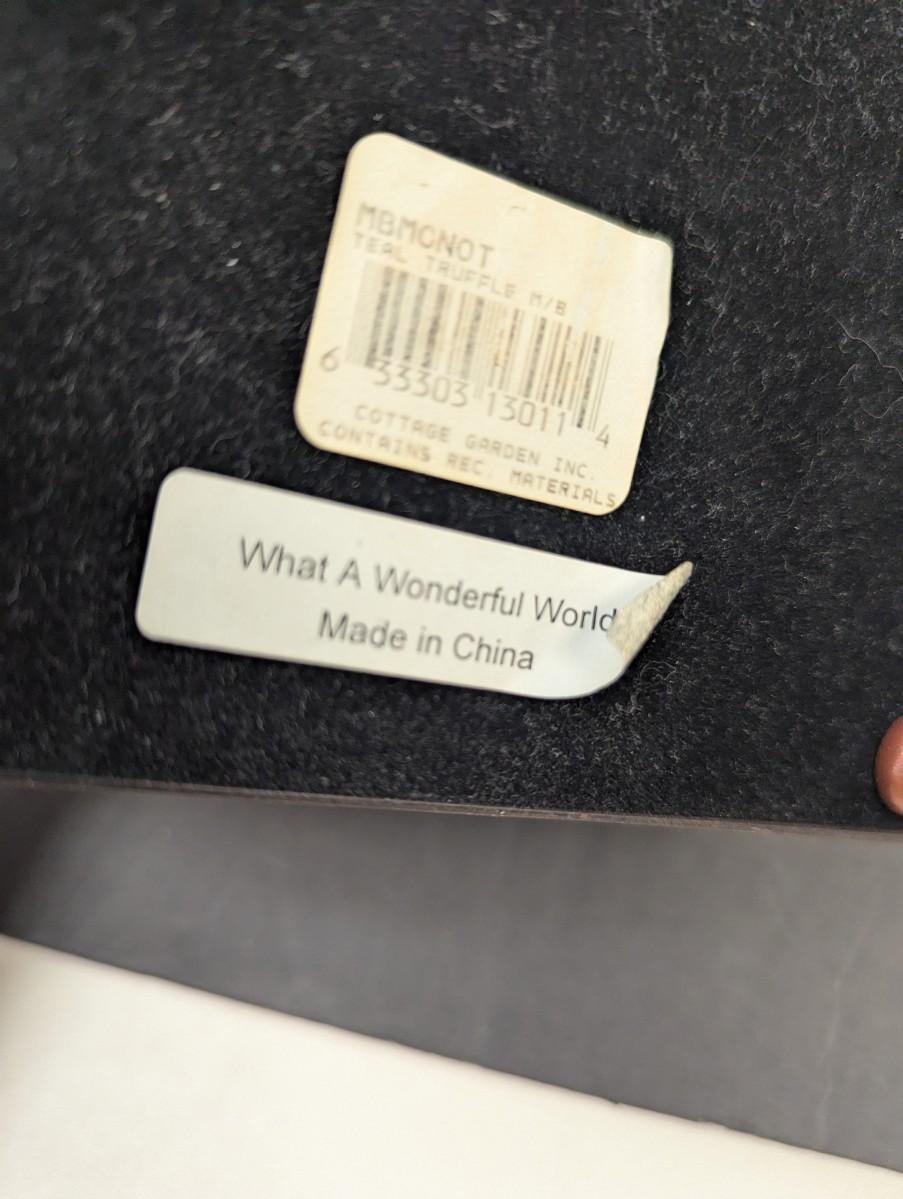 MBMCNOT
TEAL TRUFFLE M/B
6 33303 13011 4
COTTAGE GARDEN INC.
CONTAINS REC. MATERIALS
What A Wonderful World
Made in China